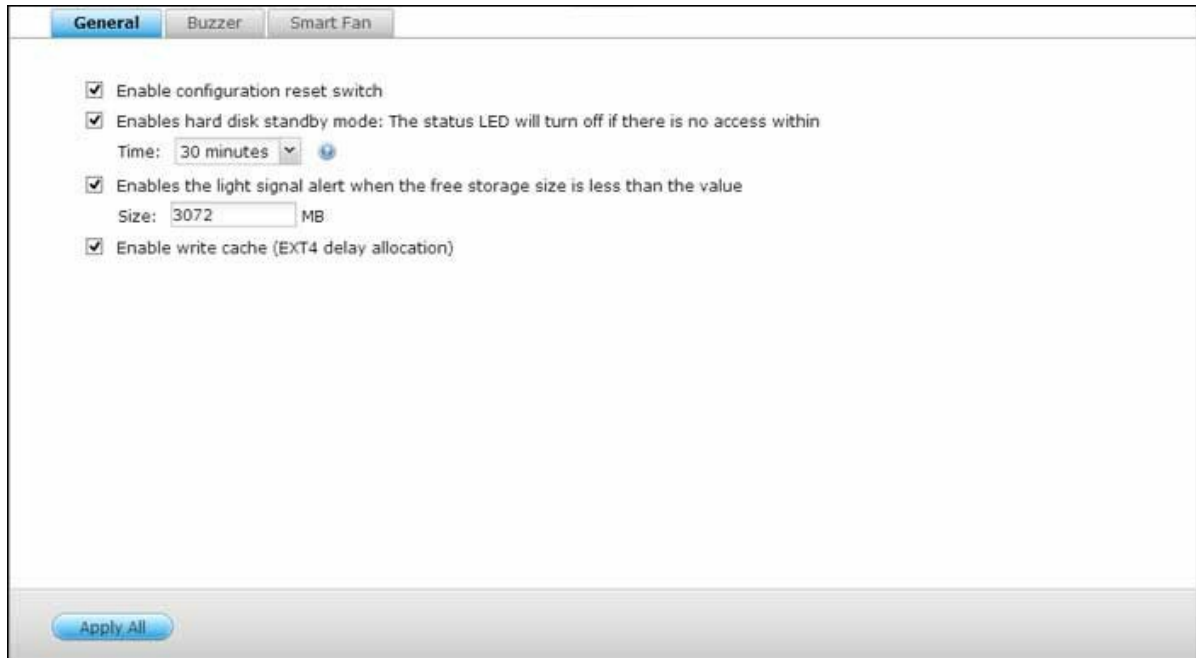 General Buzzer Smart Fan
Enable configuration reset switch
Enables hard disk standby mode: The status LED will turn off if there is no access within
Time: 30 minutes
Enables the light signal alert when the free storage size is less than the value
Size: 3072 MB
Enable write cache (EXT4 delay allocation)
Apply All